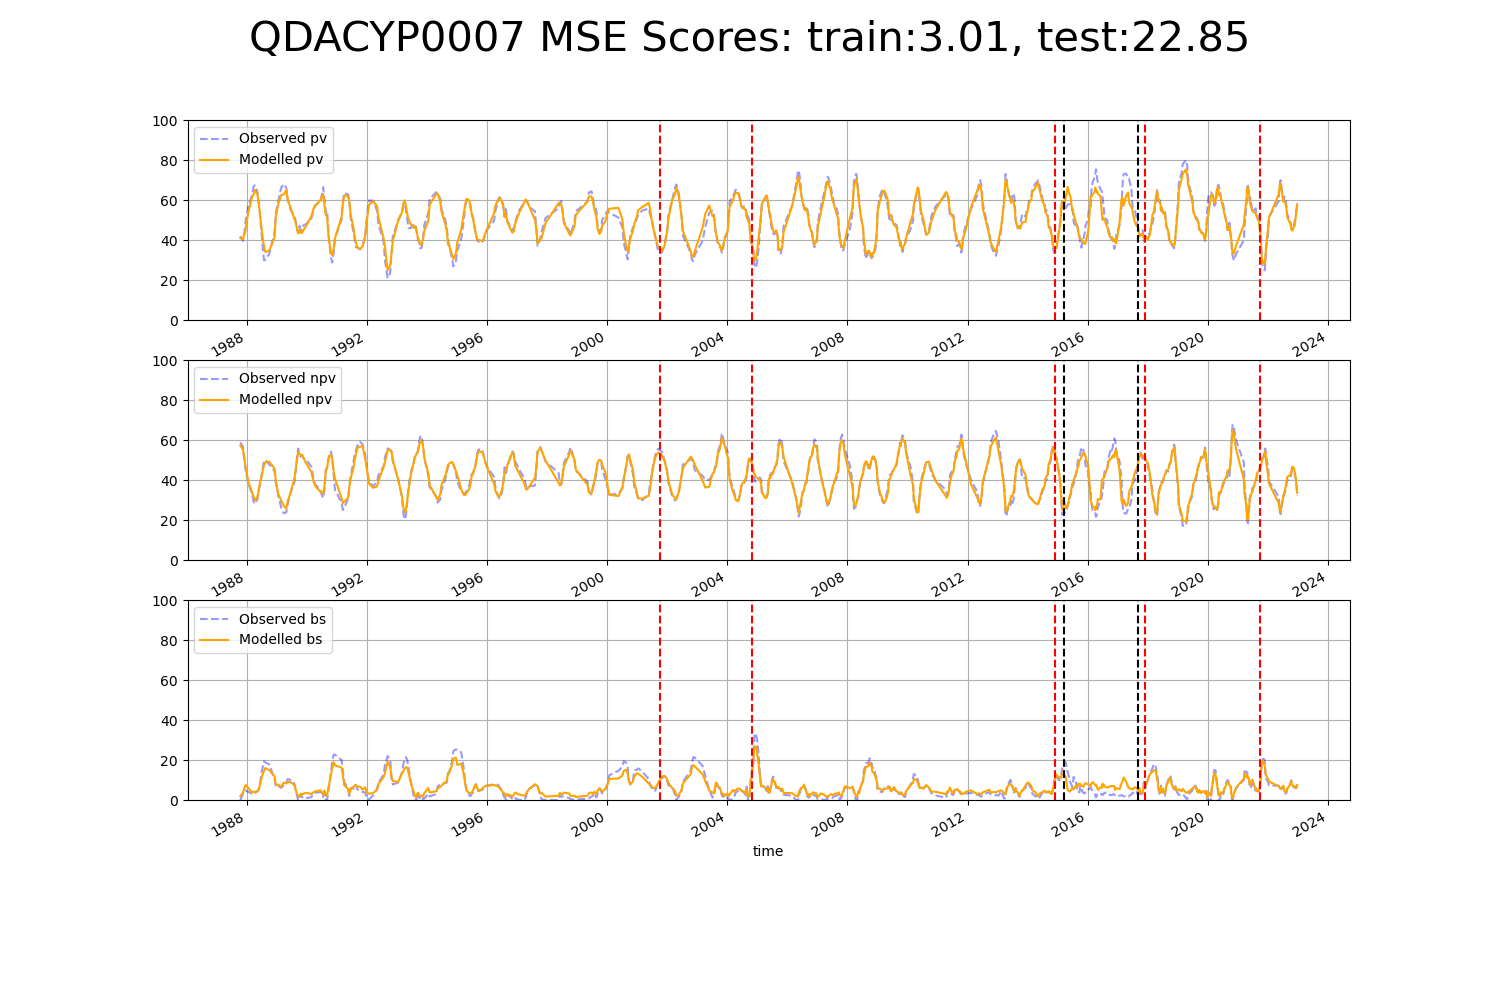 QDACYP0007 MSE Scores: train:3.01, test:22.85
100
80
60
40
20
0
Observed pv
Modelled pv
1988 1992 1996 2000 2004 2008 2012 2016 2020 2024
100
80
60
40
20
0
Observed npv
Modelled npv
1988 1992 1996 2000 2004 2008 2012 2016 2020 2024
100
80
60
40
20
0
Observed bs
Modelled bs
1988 1992 1996 2000 2004 2008 2012 2016 2020 2024
time